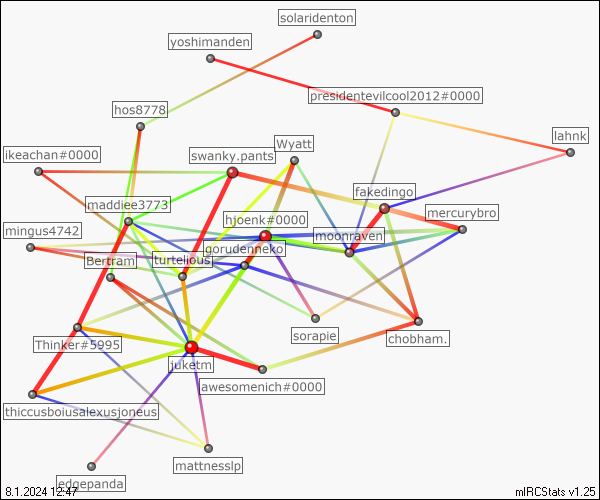 solaridenton
yoshimanden
presidentevilcool2012#0000
hos8778
lahnk
Wyatt
ikeachan#0000
swanky.pants
fakedingo
maddiee3773
mercurybro
hjoenk#0000
mingus4742
moonraven
gorudenneko
Bertram
turtelious
sorapie
chobham.
Thinker#5995
juketm
awesomenich#0000
thiccusboiusalexusjoneus
mattnesslp
edgepanda
8.1.2024 12:47
mIRCStats v1.25